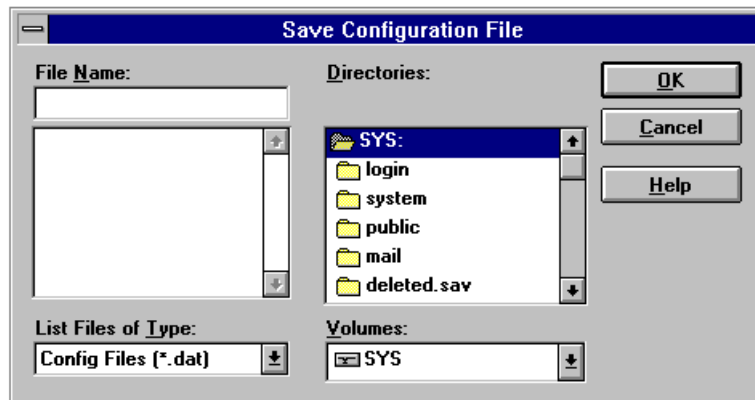 Save Configuration File
File Name:
Directories:
OK
Cancel
Help
SYS:
login
system
public
mail
deleted.sav
List Files of Type:
Config Files (*.dat)
Volumes:
SYS